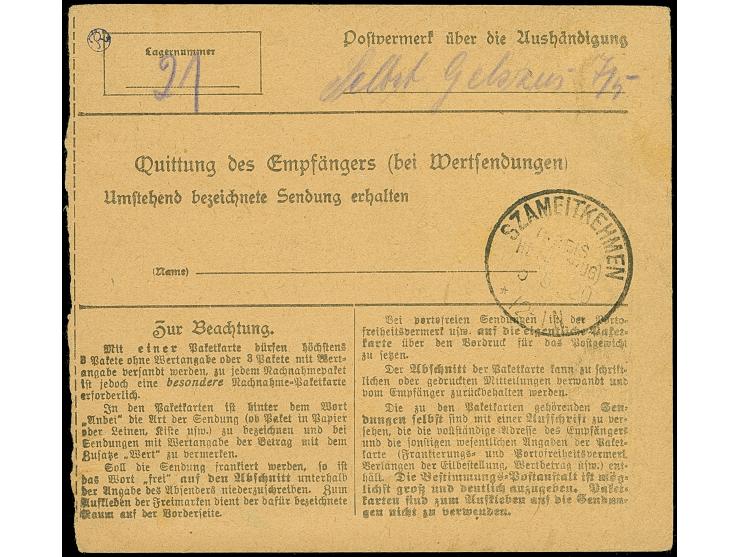 Lagernummer
21
Postvermerk über die Aushändigung
Selbst 7/5
Quittung des Empfängers (bei Wertsendungen)
Umstehend bezeichnete Sendung erhalten
(Name)
SZAMEITKEHMEN
Zur Beachtung.
Mit einer Paketkarte dürfen höchstens
3 Pakete ohne Wertangabe oder 3 Pakete mit Wert-
angabe versandt werden, zu jedem Nachnahmepaket
ist jedoch eine besondere Nachnahme-Paketkarte
erforderlich.
In den Paketkarten ist hinter dem Wort
„Anbei“ die Art der Sendung (ob Paket in Papier
oder Leinen, Kiste usw.) zu bezeichnen und bei
Sendungen mit Wertangabe der Betrag mit dem
Zusatz „Wert“ zu vermerken.
Soll die Sendung frankiert werden, so ist
das Wort „frei“ auf den Abschnitt unterhalb
der Angabe des Absenders niederzuschreiben. Zum
Aufkleben der Freimarken dient der dafür bezeichnete
Raum auf der Vorderseite.
Bei portofreien Sendungen ist der Porto-
freiheitsvermerk usw. auf die eigentliche Paket-
karte über den Vordruck für das Postgewicht
zu setzen.
Der Abschnitt der Paketkarte kann zu schrift-
lichen oder gedruckten Mitteilungen verwandt und
vom Empfänger zurückbehalten werden.
Die zu den Paketkarten gehörenden Sen-
dungen selbst sind mit einer Aufschrift zu ver-
sehen, die die vollständige Adresse des Empfängers
und die sonstigen wesentlichen Angaben der Paket-
karte (Frankierungs- und Portofreiheitsvermerk,
Verlangen der Eilbestellung, Wertbetrag usw.) ent-
hält. Die Bestimmungs-Postanstalt ist mög-
lichst groß und deutlich anzugeben. Paket-
karten sind zum Aufkleben auf die Sendun-
gen nicht zu verwenden.